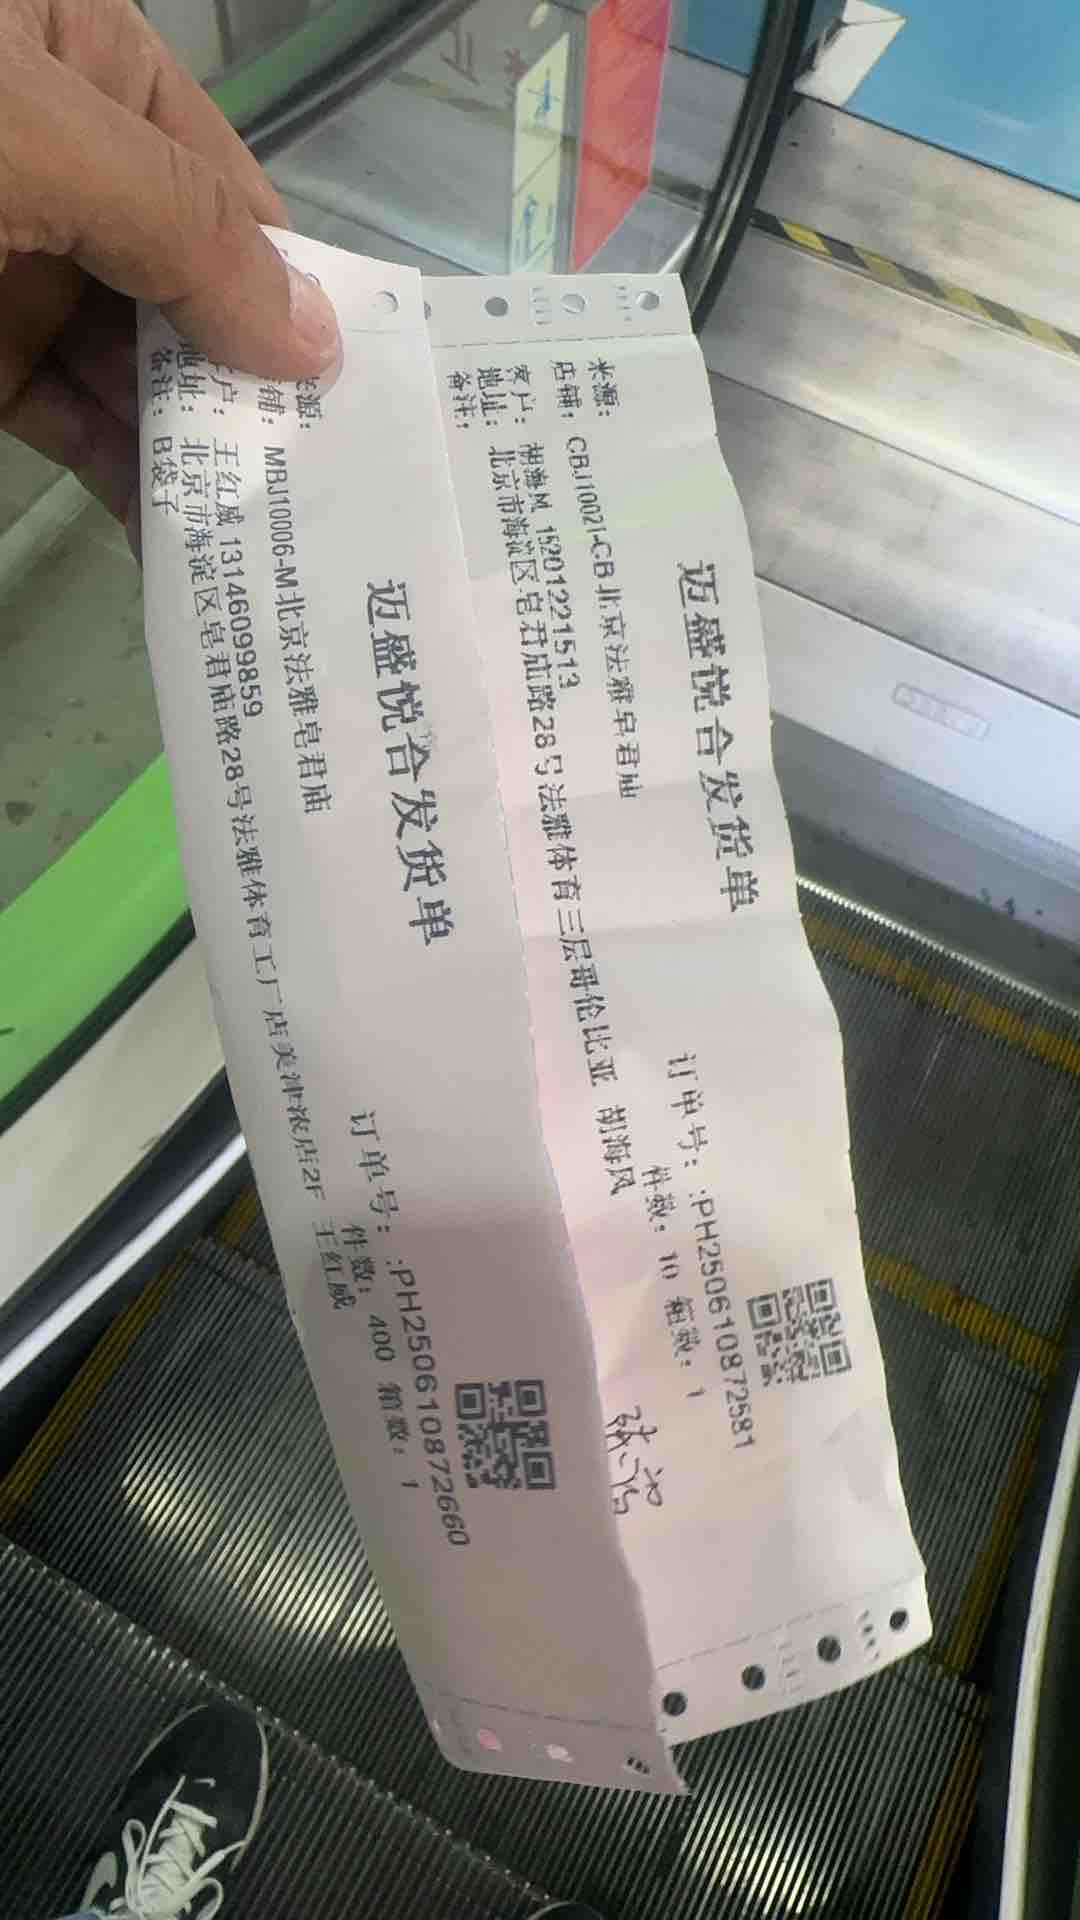 迈盛悦合发货单
订单号：:PH250610872581
来源：
件数：10 箱数：1
店铺：CBJ10021-CB北京法雅皂君庙
客户：胡海风 15201221513
地址：北京市海淀区皂君庙路28号法雅体育三层哥伦比亚 胡海风
备注：
迈盛悦合发货单
订单号：:PH250610872660
源：
件数：400 箱数：1
铺：MBJ10006-M北京法雅皂君庙
户：王红威 13146099859
地址：北京市海淀区皂君庙路28号法雅体育工厂店美津浓店2F 王红威
备注：B袋子